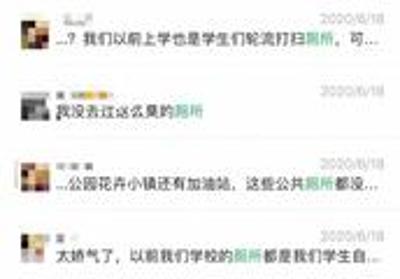 2020/6/18
...？我们以前上学也是学生们轮流打扫厕所，可...
2020/6/18
我没去过这么臭的厕所
2020/6/18
...公园花卉小镇还有加油站，这些公共厕所都没...
2020/6/18
太娇气了，以前我们学校的厕所都是我们学生自...